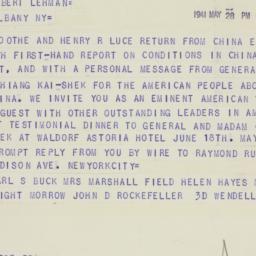 BERT LEHMAN=
LBANY NY=
1941 MAY 28 PM
OOTHE AND HENRY R LUCE RETURN FROM CHINA E
H FIRST-HAND REPORT ON CONDITIONS IN CHINA
T, AND WITH A PERSONAL MESSAGE FROM GENERA
HIANG KAI-SHEK FOR THE AMERICAN PEOPLE ABO
INA. WE INVITE YOU AS AN EMINENT AMERICAN
GUEST WITH OTHER OUTSTANDING LEADERS IN AM
T TESTIMONIAL DINNER TO GENERAL AND MADAM
EK AT WALDORF ASTORIA HOTEL JUNE 18TH. MAY
ROMPT REPLY FROM YOU BY WIRE TO RAYMOND RU
DISON AVE. NEWYORKCITY=
ARL S BUCK MRS MARSHALL FIELD HELEN HAYES
IGHT MORROW JOHN D ROCKEFELLER 3D WENDELL